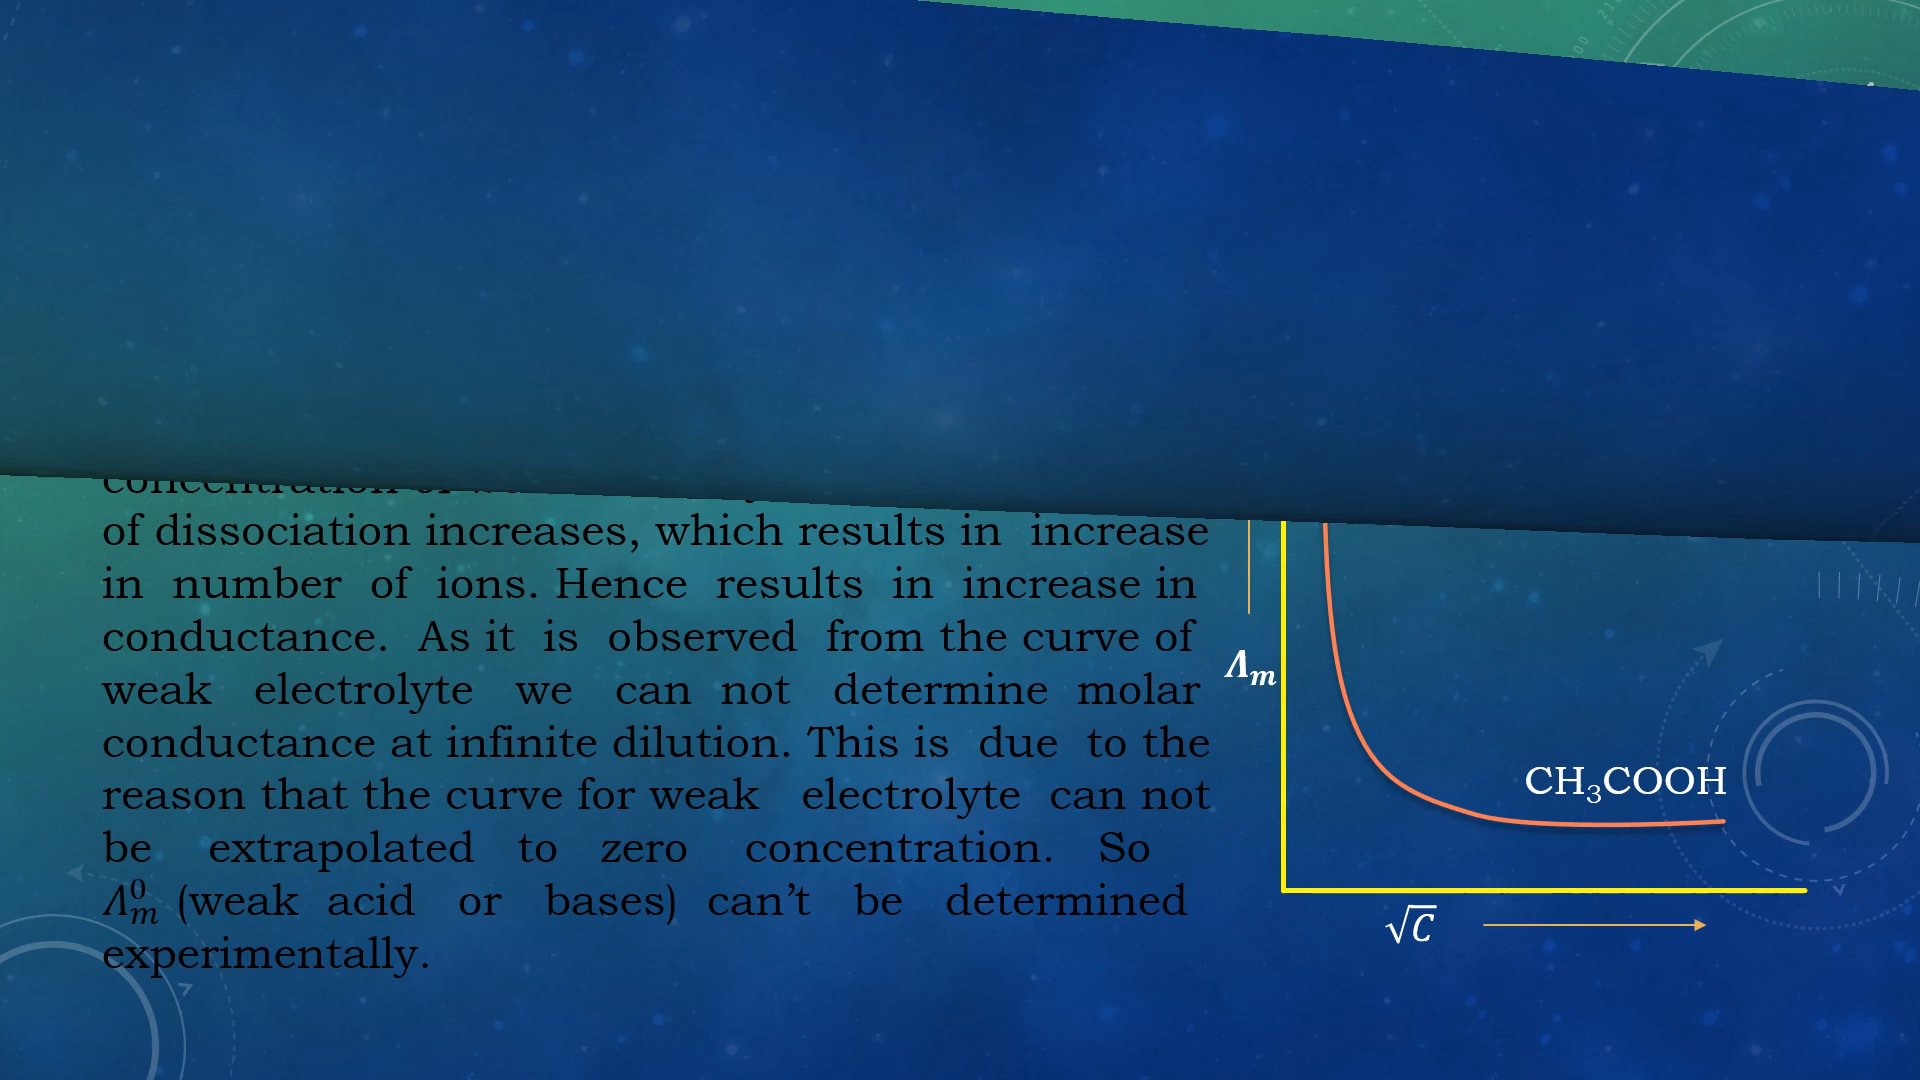 concentration of
of dissociation increases, which results in increase
in number of ions. Hence results in increase in
conductance. As it is observed from the curve of
weak electrolyte we can not determine molar
conductance at infinite dilution. This is due to the
reason that the curve for weak electrolyte can not
be extrapolated to zero concentration. So
Λ⁰ₘ (weak acid or bases) can’t be determined
experimentally.
Λₘ
CH₃COOH
√C